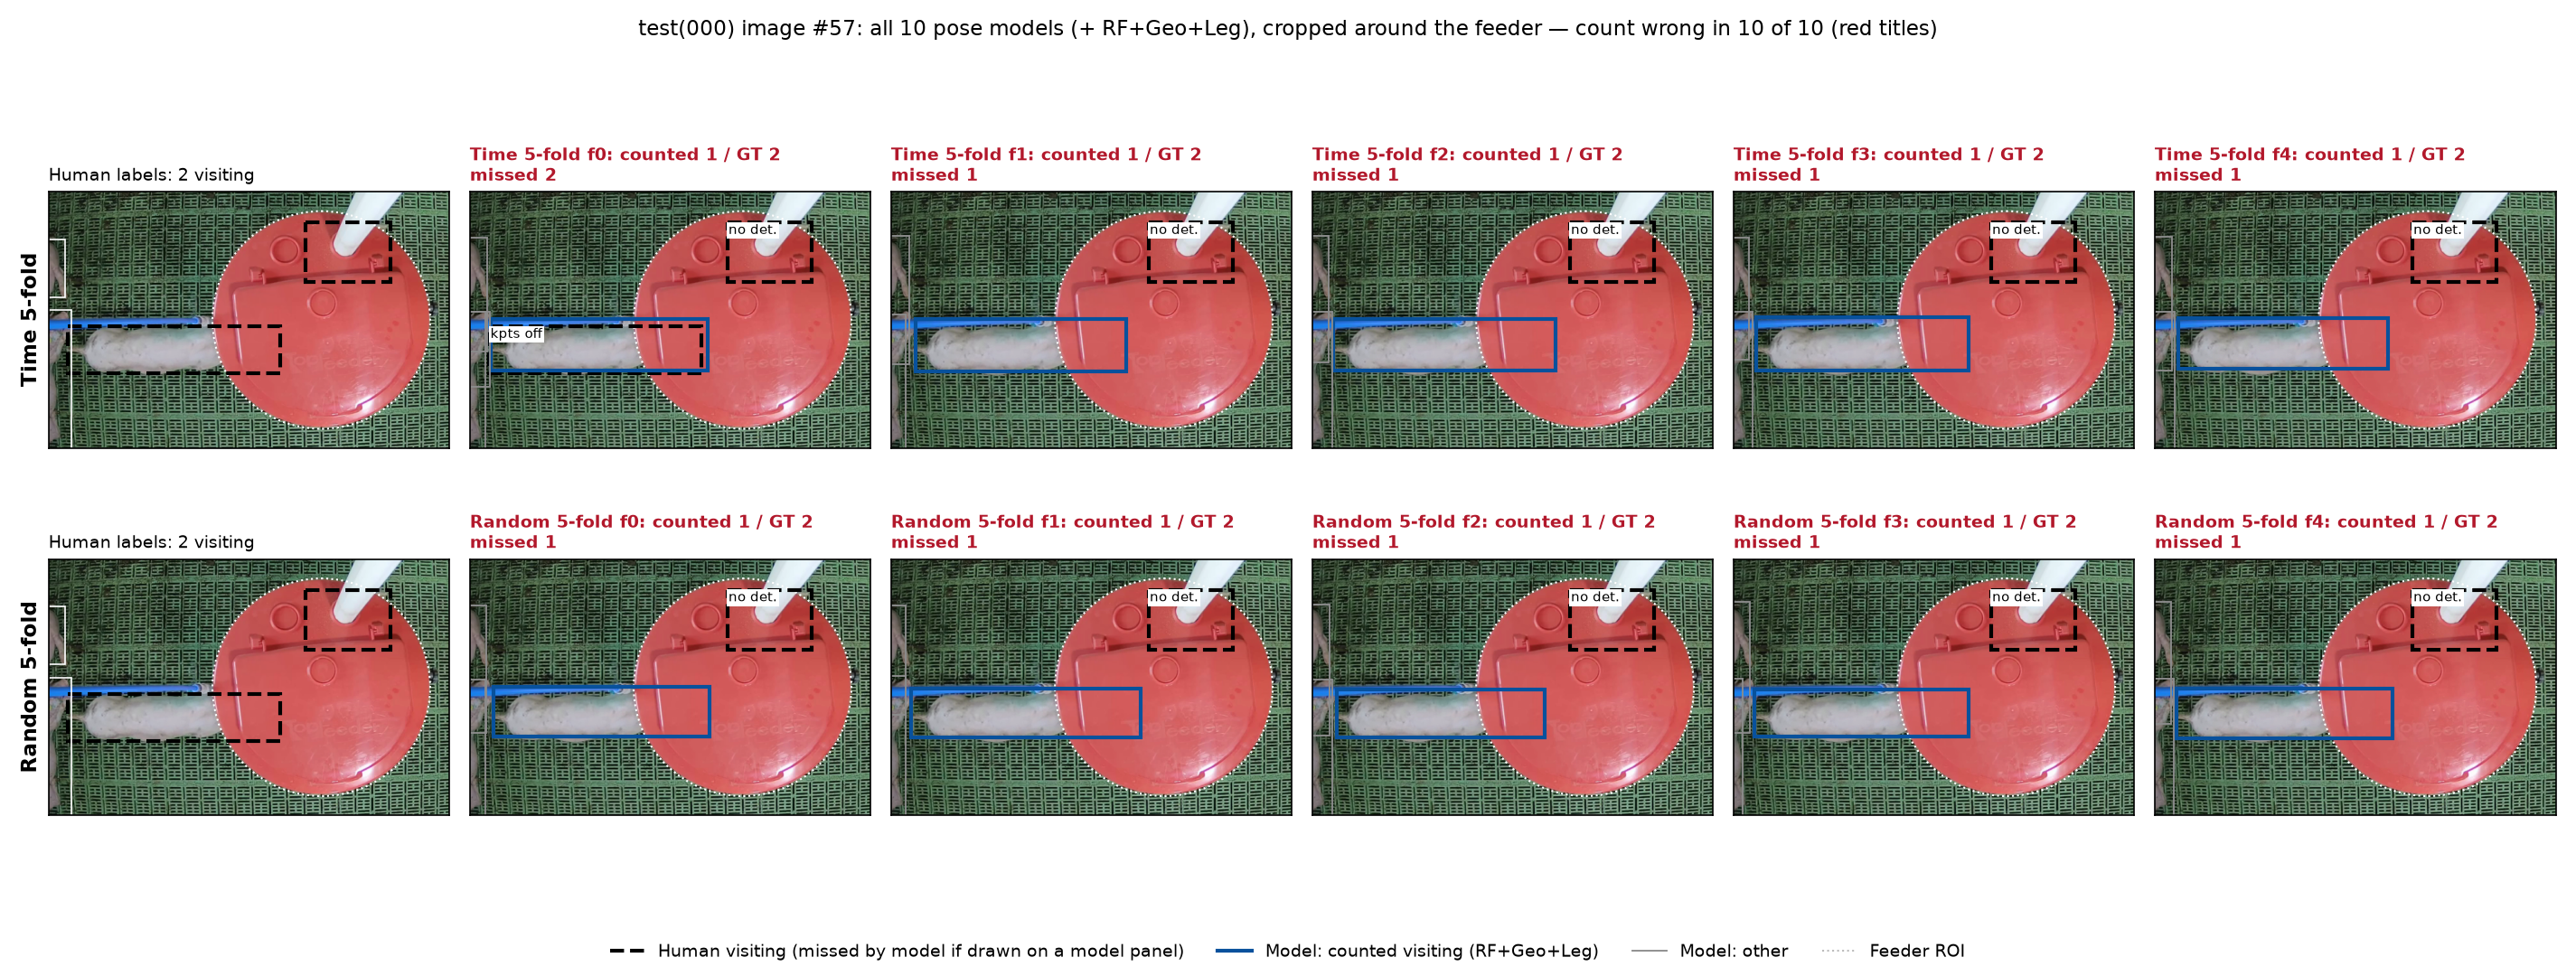 test(000) image #57: all 10 pose models (+ RF+Geo+Leg), cropped around the feeder — count wrong in 10 of 10 (red titles)
Time 5-fold
Human labels: 2 visiting
Time 5-fold f0: counted 1 / GT 2
missed 2
no det.
kpts off
Time 5-fold f1: counted 1 / GT 2
missed 1
no det.
Time 5-fold f2: counted 1 / GT 2
missed 1
no det.
Time 5-fold f3: counted 1 / GT 2
missed 1
no det.
Time 5-fold f4: counted 1 / GT 2
missed 1
no det.
Random 5-fold
Human labels: 2 visiting
Random 5-fold f0: counted 1 / GT 2
missed 1
no det.
Random 5-fold f1: counted 1 / GT 2
missed 1
no det.
Random 5-fold f2: counted 1 / GT 2
missed 1
no det.
Random 5-fold f3: counted 1 / GT 2
missed 1
no det.
Random 5-fold f4: counted 1 / GT 2
missed 1
no det.
Human visiting (missed by model if drawn on a model panel)
Model: counted visiting (RF+Geo+Leg)
Model: other
Feeder ROI